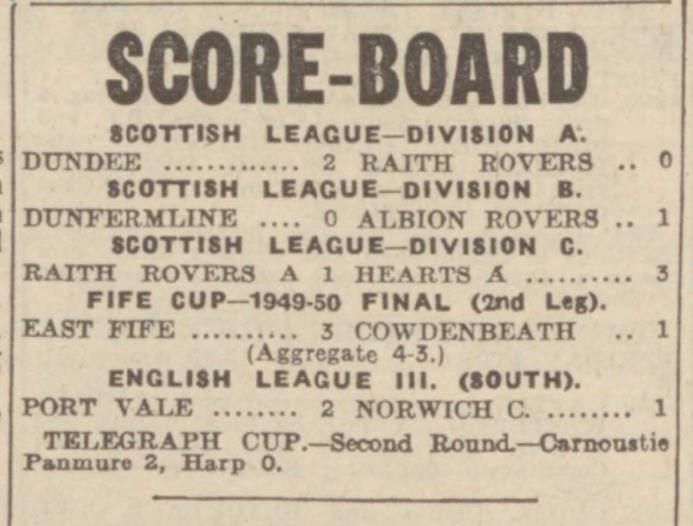 SCORE-BOARD
SCOTTISH LEAGUE—DIVISION A.
DUNDEE ............. 2 RAITH ROVERS .. 0
SCOTTISH LEAGUE—DIVISION B.
DUNFERMLINE .... 0 ALBION ROVERS .. 1
SCOTTISH LEAGUE—DIVISION C.
RAITH ROVERS A 1 HEARTS A .......... 3
FIFE CUP—1949-50 FINAL (2nd Leg).
EAST FIFE .......... 3 COWDENBEATH .. 1
(Aggregate 4-3.)
ENGLISH LEAGUE III. (SOUTH).
PORT VALE ........ 2 NORWICH C. ........ 1
TELEGRAPH CUP.—Second Round.—Carnoustie
Panmure 2, Harp 0.